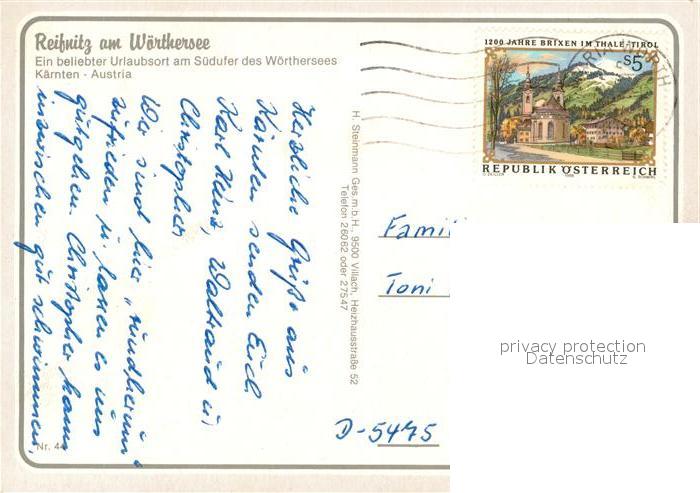 Reifnitz am Wörthersee
Ein beliebter Urlaubsort am Südufer des Wörthersees
Kärnten - Austria
Herzliche Grüße aus
Kärnten senden Euch
Karl Heinz, Waltraud u.
Christopher
Wir sind hier „rundherum“
zufrieden u. lassen es uns
gutgehen. Christopher kann
inzwischen gut schwimmen.
Nr. 44
H. Steinmann Ges.m.b.H., 9500 Villach, Heizhausstraße 52
Telefon 26062 oder 27547
1200 JAHRE BRIXEN IM THALE·TIROL
S5
REPUBLIK ÖSTERREICH
Famil
Toni
D-5475
privacy protection
Datenschutz